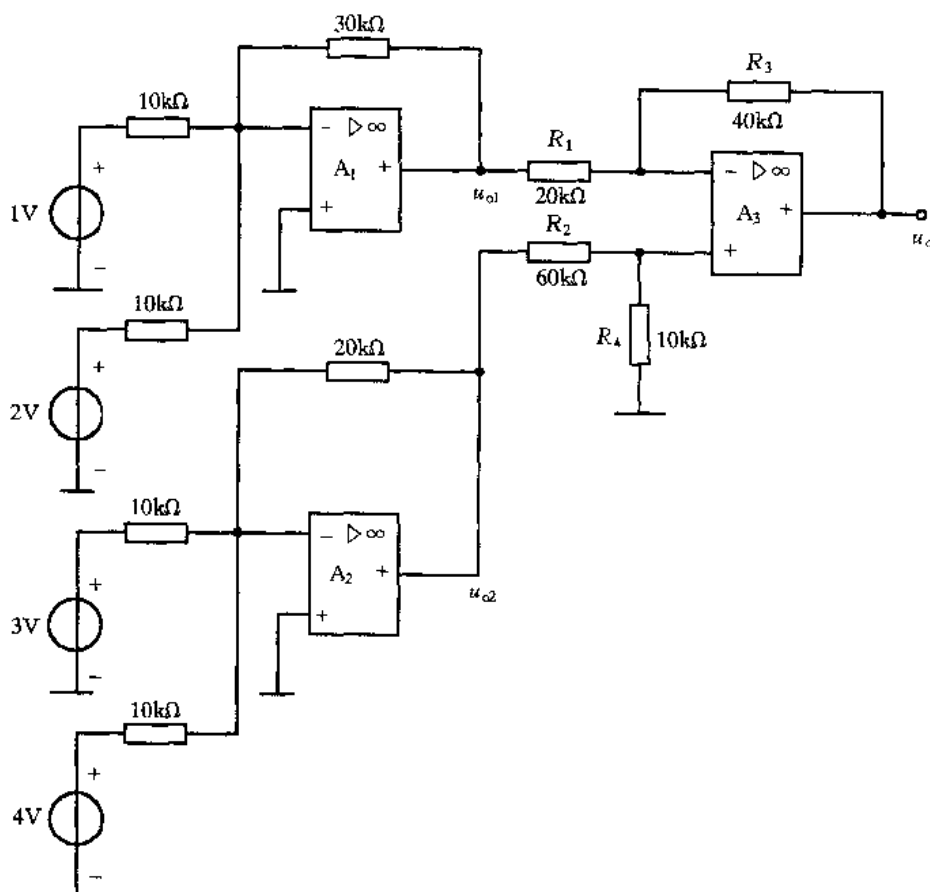 30kΩ
10kΩ
1V
+
−
− ▷∞
A1
+
+
uo1
R1
20kΩ
R3
40kΩ
− ▷∞
A3
+
+
uo
R2
60kΩ
R4
10kΩ
10kΩ
2V
+
−
20kΩ
10kΩ
3V
+
−
− ▷∞
A2
+
+
uo2
10kΩ
4V
+
−